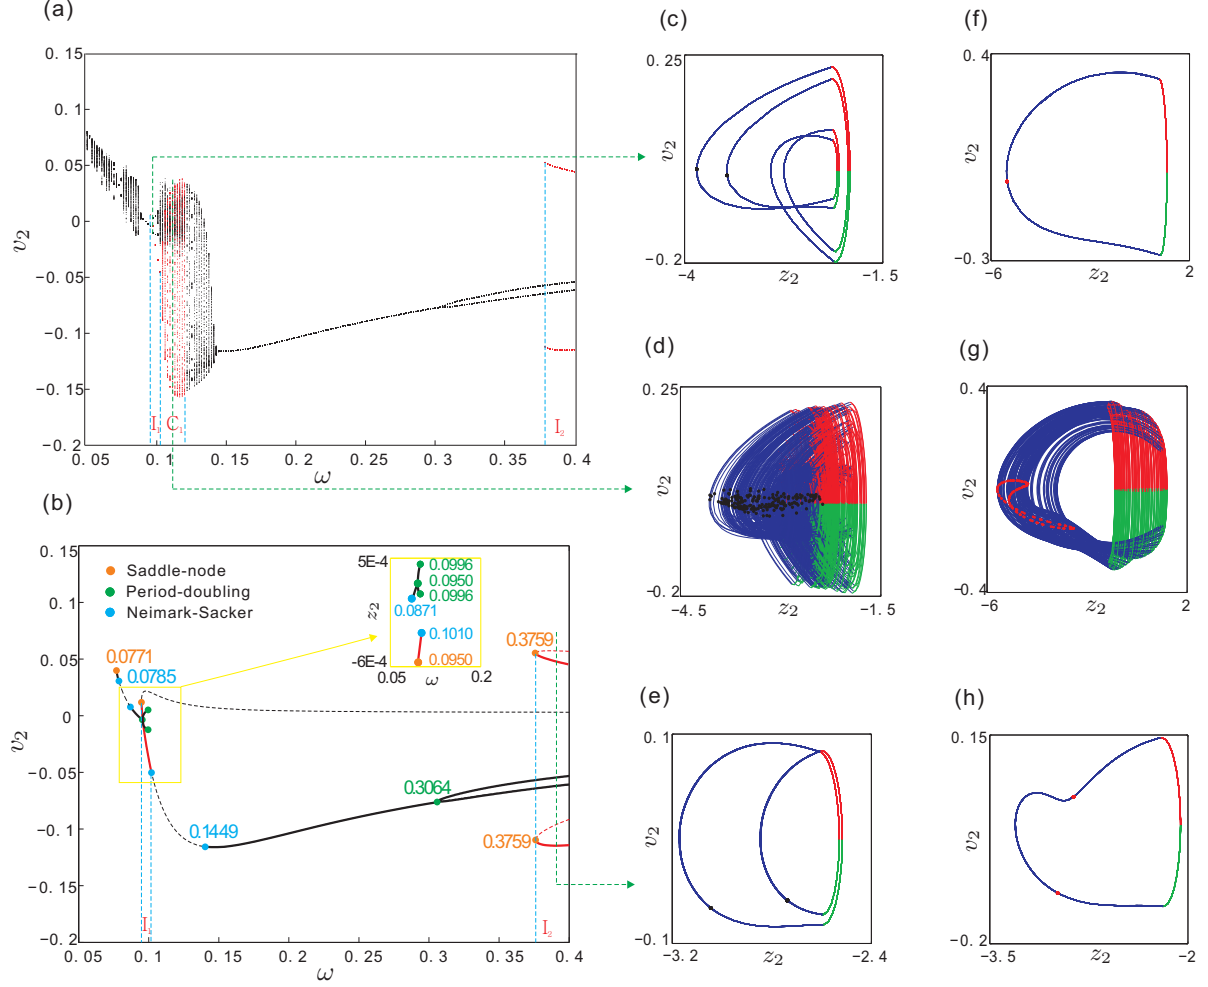 (a)
0. 15
0. 1
0. 05
0
−0. 05
−0. 1
−0. 15
−0. 2
v2
I1 C1 I2
0. 05 0. 1 0. 15 0. 2 0. 25 0. 3 0. 35 0. 4
ω
(b)
0. 15
0. 1
0. 05
0
−0. 05
−0. 1
−0. 15
−0. 2
v2
Saddle-node
Period-doubling
Neimark-Sacker
5E-4
z2
-6E-4
0.0996
0.0950
0.0996
0.0871
0.1010
0.0950
0.05 ω 0.2
0.0771
0.0785
0.3759
0.3064
0.1449
0.3759
I1 I2
0. 05 0. 1 0. 15 0. 2 0. 25 0. 3 0. 35 0. 4
ω
(c)
0. 25
v2
−0. 2
−4 z2 −1. 5
(d)
0. 25
v2
−0. 2
−4. 5 z2 −1. 5
(e)
0. 1
v2
−0. 1
−3. 2 z2 −2. 4
(f)
0. 4
v2
−0. 3
−6 z2 2
(g)
0. 4
v2
−0. 4
−6 z2 2
(h)
0. 15
v2
−0. 2
−3. 5 z2 −2